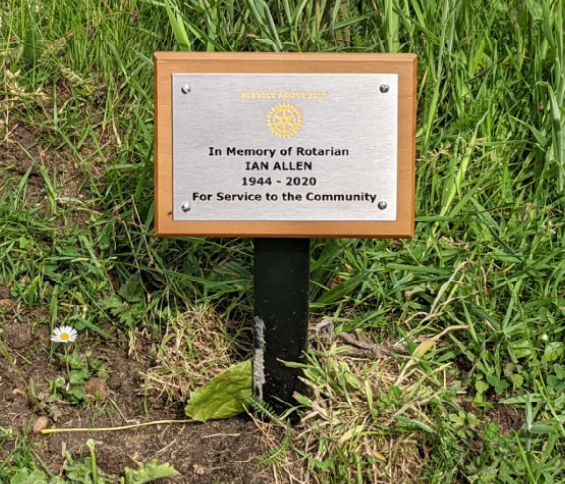 SERVICE ABOVE SELF
In Memory of Rotarian
IAN ALLEN
1944 - 2020
For Service to the Community